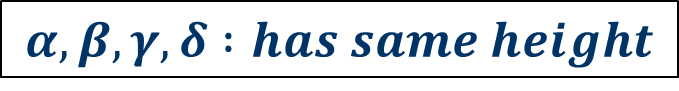 α, β, γ, δ : has same height